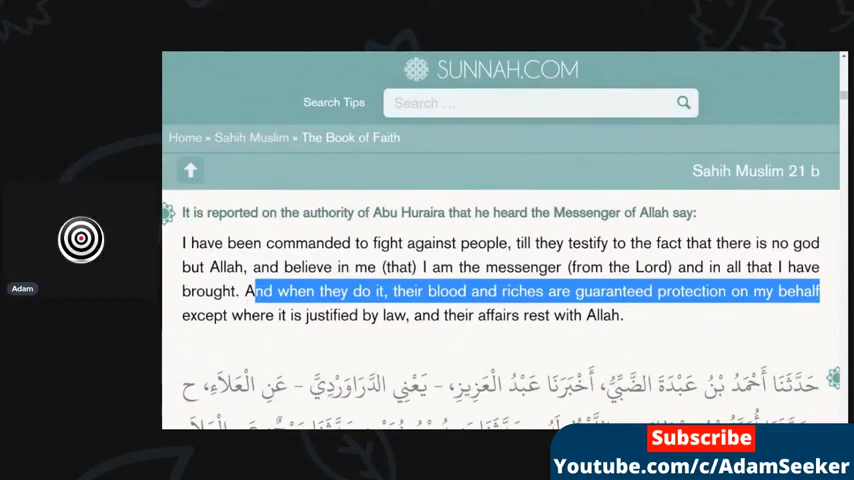 SUNNAH.COM
Search Tips
Search ...
Home » Sahih Muslim » The Book of Faith
Sahih Muslim 21 b
It is reported on the authority of Abu Huraira that he heard the Messenger of Allah say:
I have been commanded to fight against people, till they testify to the fact that there is no god
but Allah, and believe in me (that) I am the messenger (from the Lord) and in all that I have
brought. And when they do it, their blood and riches are guaranteed protection on my behalf
except where it is justified by law, and their affairs rest with Allah.
حَدَّثَنَا أَحْمَدُ بْنُ عَبْدَةَ الضَّبِّيُّ، أَخْبَرَنَا عَبْدُ الْعَزِيزِ، - يَعْنِي الدَّرَاوَرْدِيَّ - عَنِ الْعَلاَءِ، ح
Adam
Subscribe
Youtube.com/c/AdamSeeker